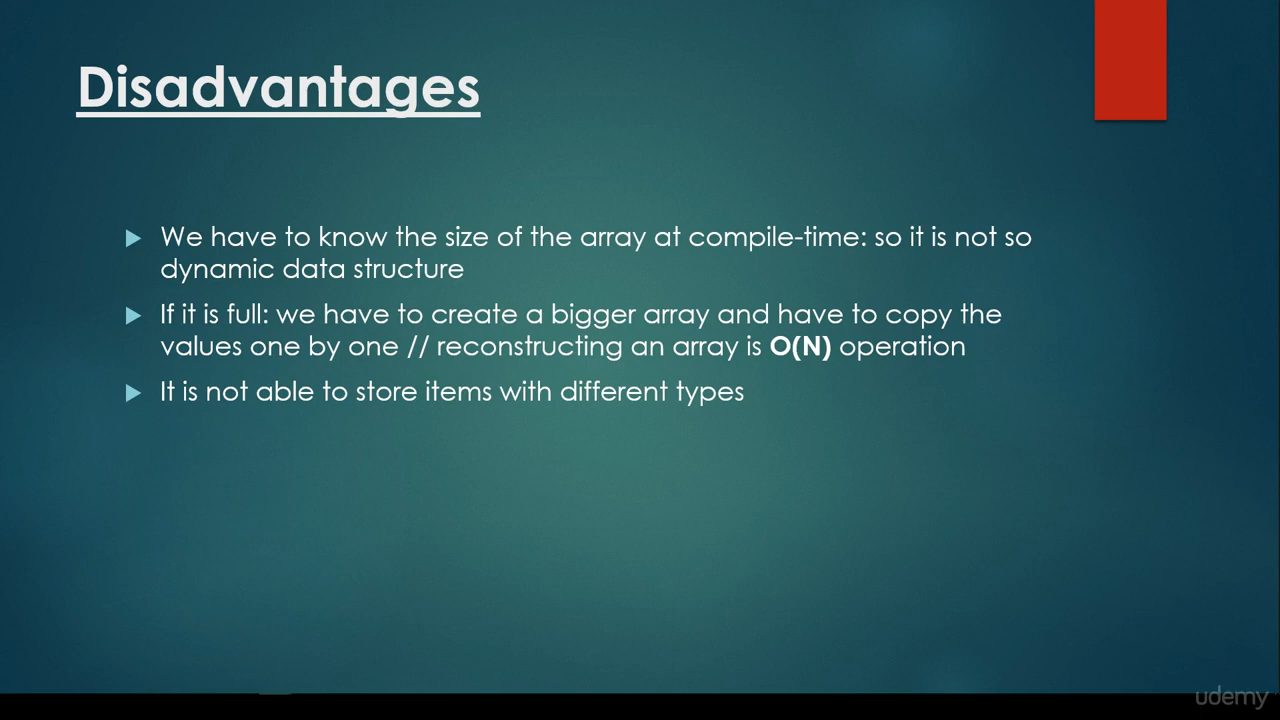 Disadvantages
We have to know the size of the array at compile-time: so it is not so
dynamic data structure
If it is full: we have to create a bigger array and have to copy the
values one by one // reconstructing an array is O(N) operation
It is not able to store items with different types
udemy